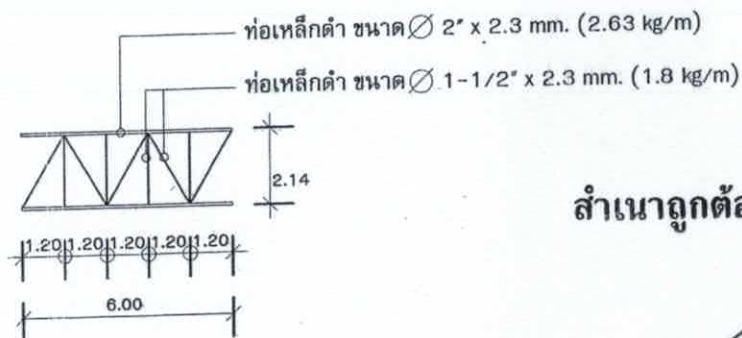 ท่อเหล็กดำ ขนาด ∅ 2" x 2.3 mm. (2.63 kg/m)
ท่อเหล็กดำ ขนาด ∅ 1-1/2" x 2.3 mm. (1.8 kg/m)
2.14
สำเนาถูกต้อ
1.20 1.20 1.20 1.20 1.20
6.00